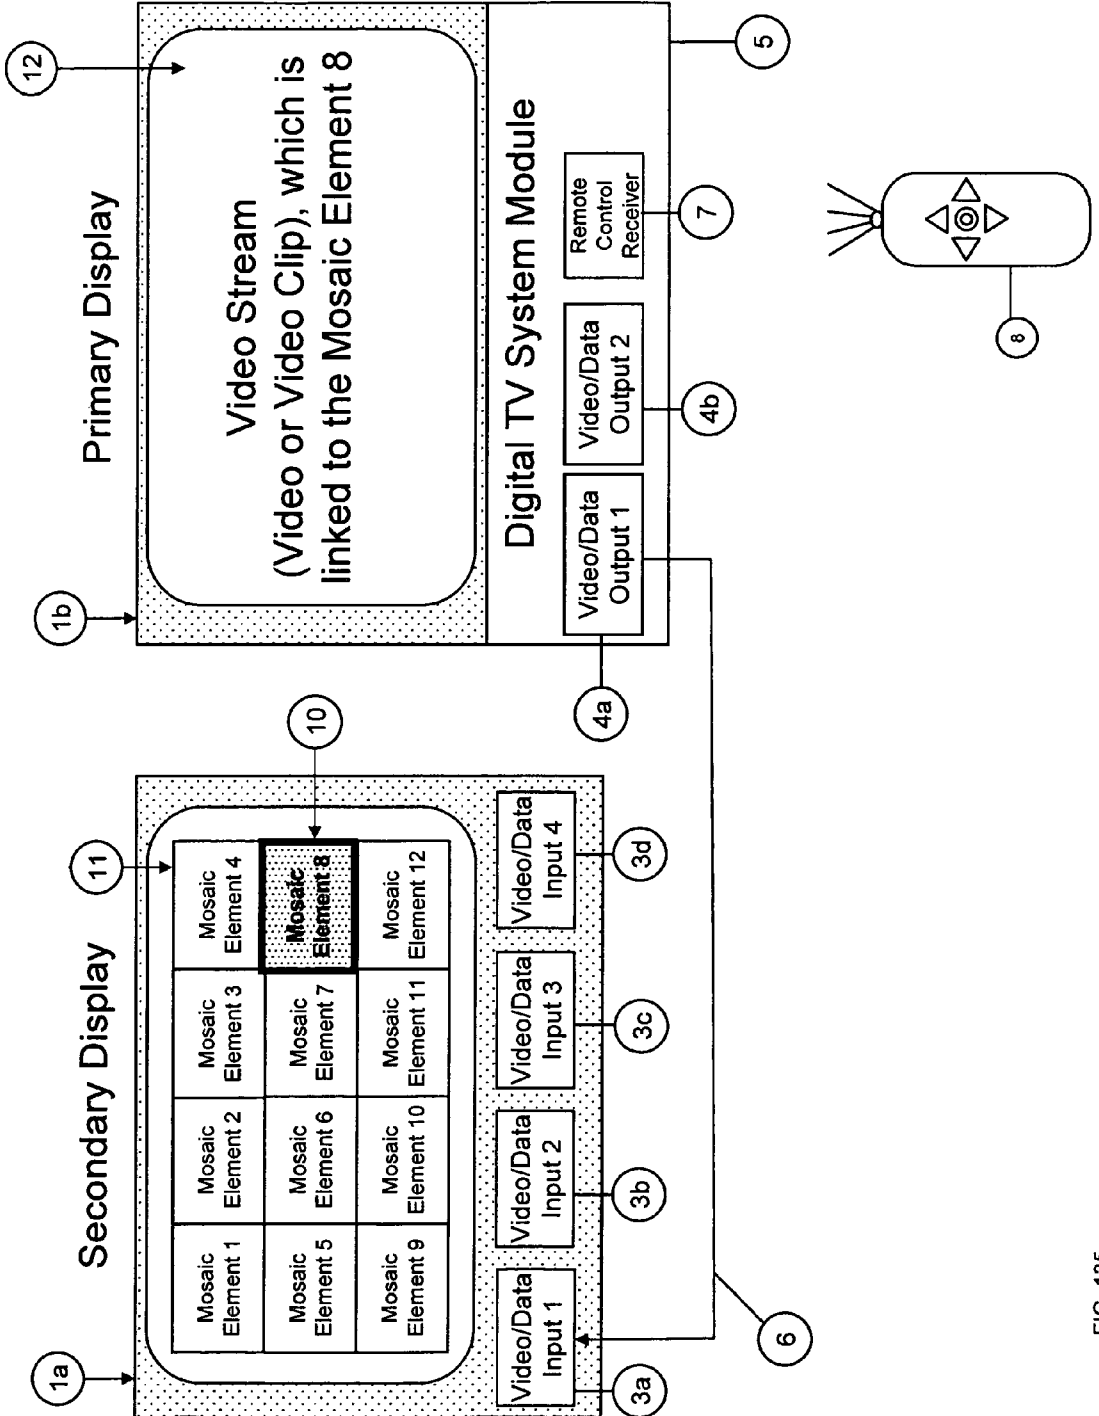 Secondary Display
1a
11
Mosaic
Element 1
Mosaic
Element 2
Mosaic
Element 3
Mosaic
Element 4
Mosaic
Element 5
Mosaic
Element 6
Mosaic
Element 7
Mosaic
Element 8
10
Mosaic
Element 9
Mosaic
Element 10
Mosaic
Element 11
Mosaic
Element 12
Video/Data
Input 1
Video/Data
Input 2
Video/Data
Input 3
Video/Data
Input 4
3a
3b
3c
3d
6
Primary Display
1b
12
Video Stream
(Video or Video Clip), which is
linked to the Mosaic Element 8
Digital TV System Module
Video/Data
Output 1
Video/Data
Output 2
Remote
Control
Receiver
4a
4b
7
5
8